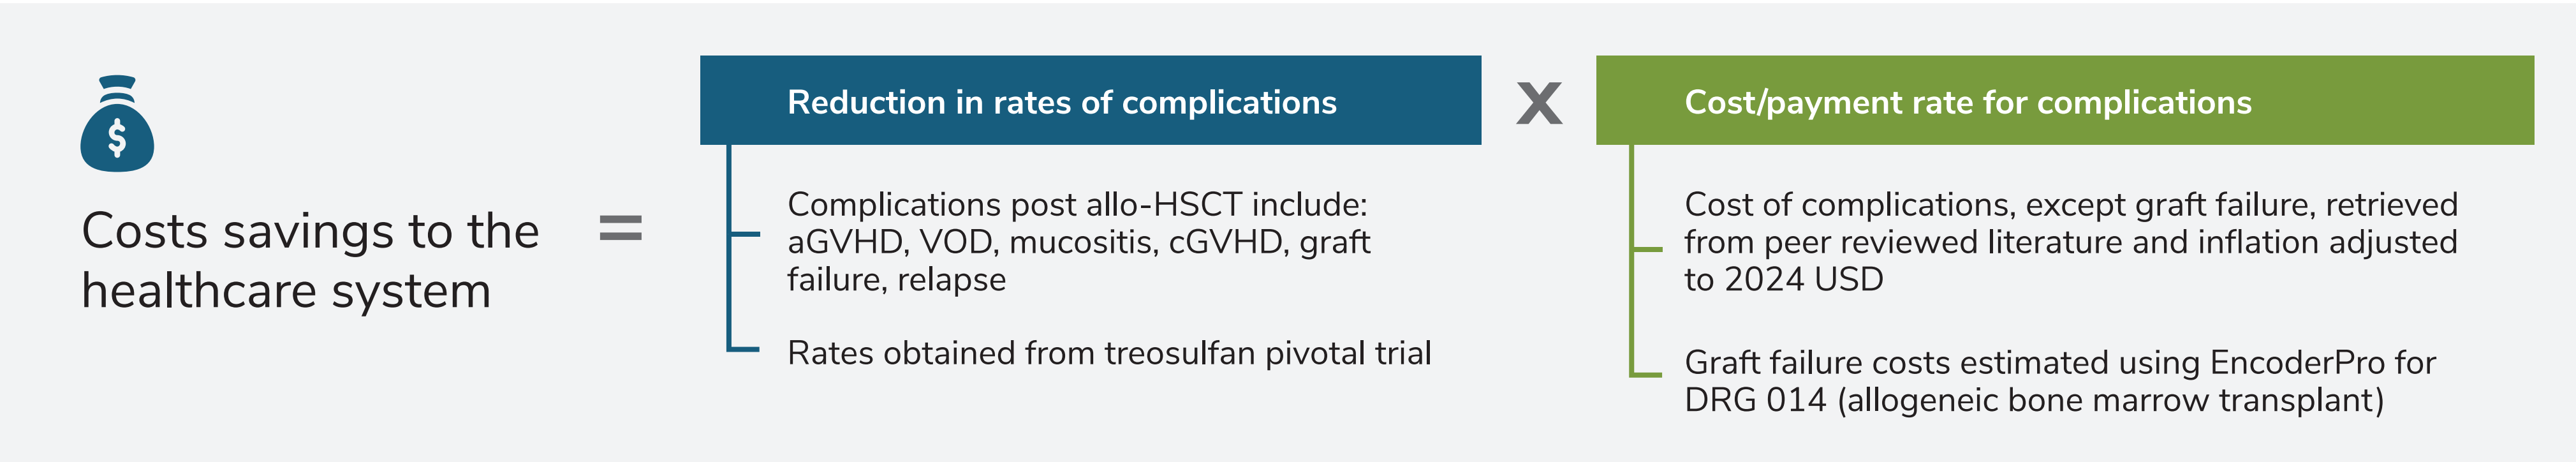 $
Costs savings to the
healthcare system
=
Reduction in rates of complications
Complications post allo-HSCT include:
aGVHD, VOD, mucositis, cGVHD, graft
failure, relapse
Rates obtained from treosulfan pivotal trial
x
Cost/payment rate for complications
Cost of complications, except graft failure, retrieved
from peer reviewed literature and inflation adjusted
to 2024 USD
Graft failure costs estimated using EncoderPro for
DRG 014 (allogeneic bone marrow transplant)